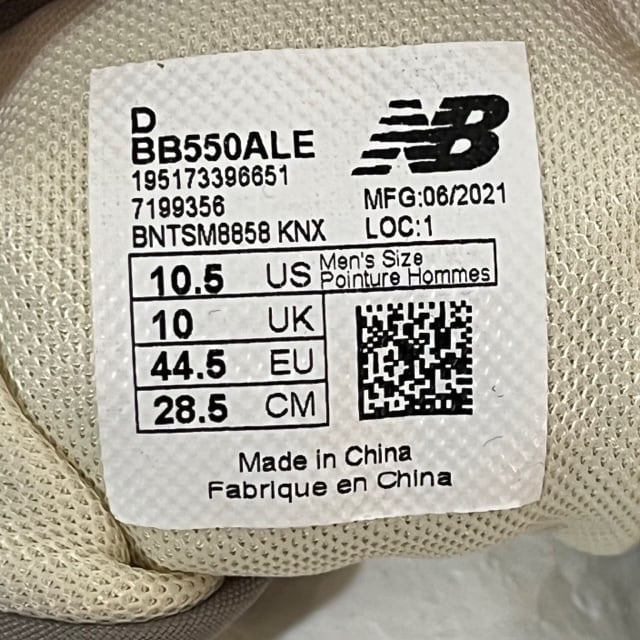 D
BB550ALE
195173396651
7199356
BNTSM8858 KNX
NB
MFG:06/2021
LOC:1
10.5 US Men's Size
Pointure Hommes
10 UK
44.5 EU
28.5 CM
Made in China
Fabrique en China